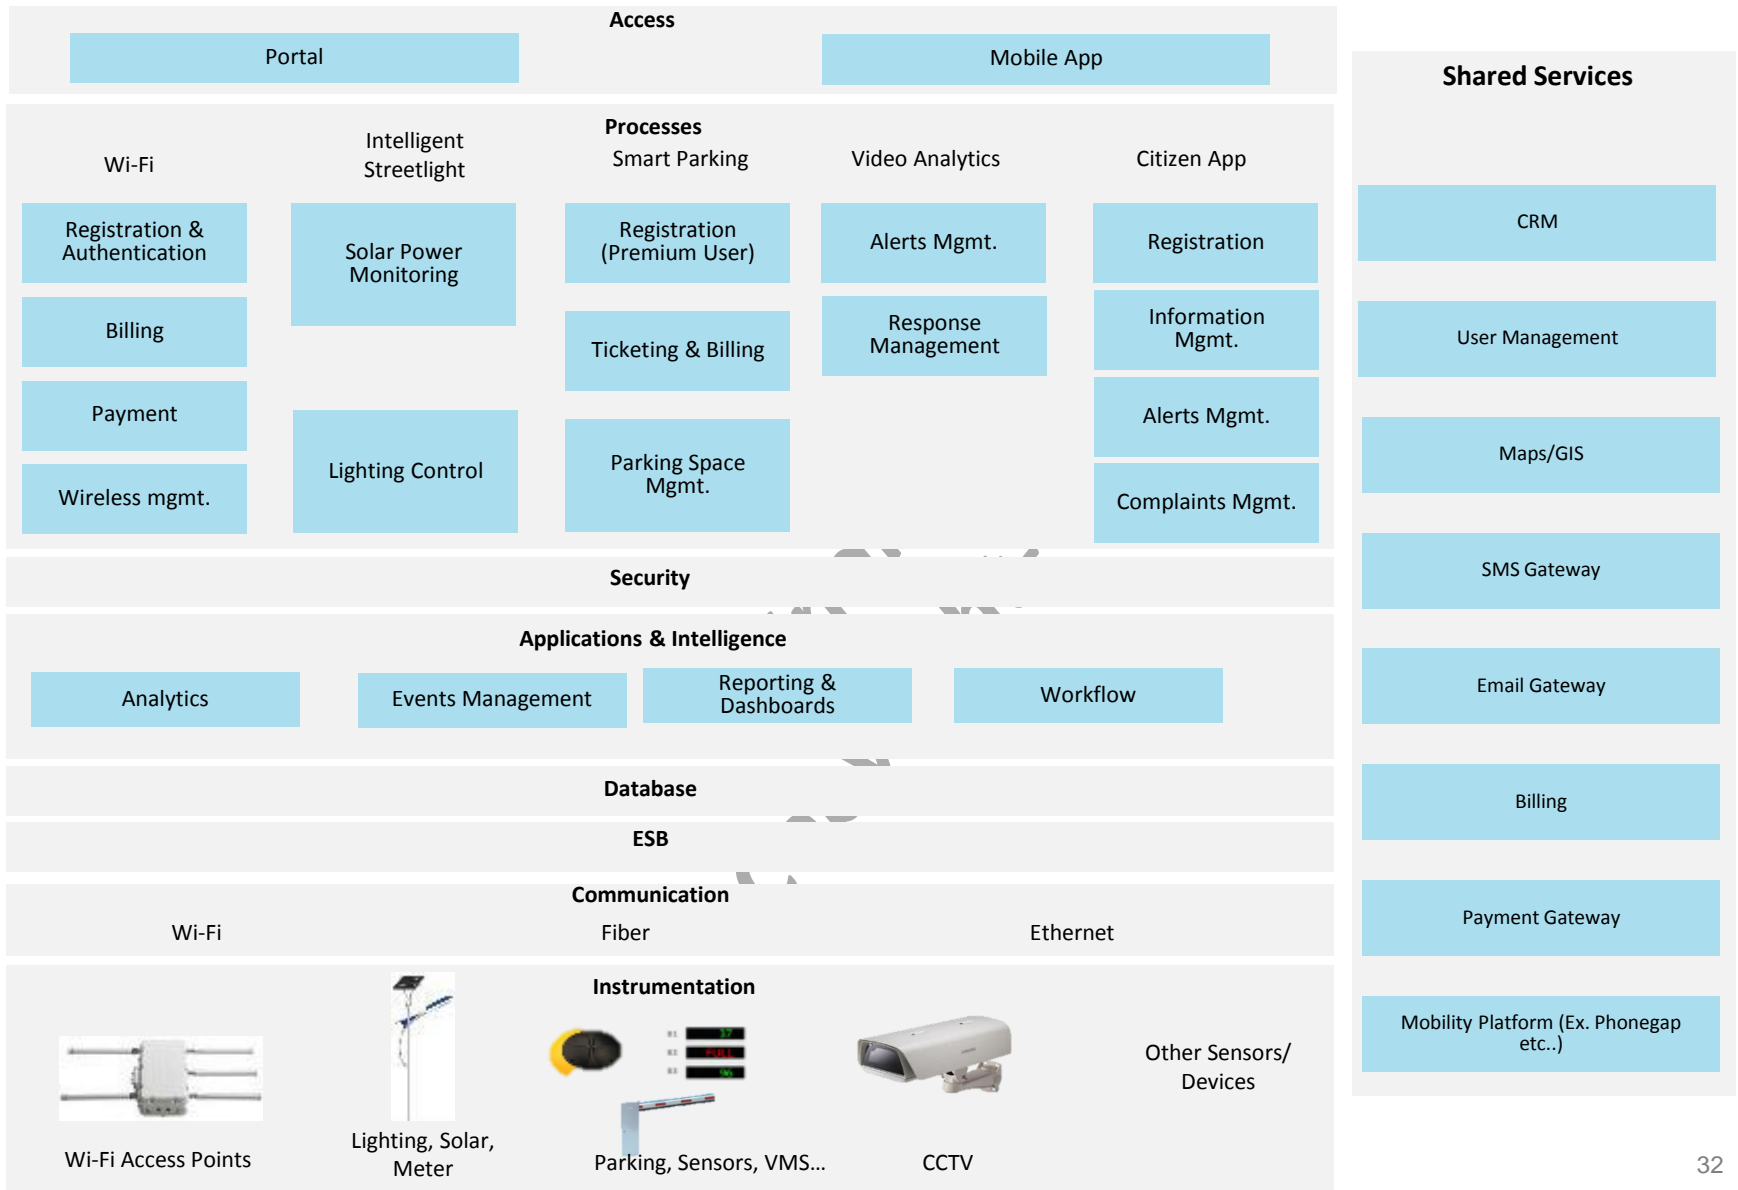 Access
Portal
Mobile App
Processes
Wi-Fi
Intelligent
Streetlight
Smart Parking
Video Analytics
Citizen App
Registration &
Authentication
Billing
Payment
Wireless mgmt.
Solar Power
Monitoring
Lighting Control
Registration
(Premium User)
Ticketing & Billing
Parking Space
Mgmt.
Alerts Mgmt.
Response
Management
Registration
Information
Mgmt.
Alerts Mgmt.
Complaints Mgmt.
Security
Applications & Intelligence
Analytics
Events Management
Reporting &
Dashboards
Workflow
Database
ESB
Communication
Wi-Fi
Fiber
Ethernet
Instrumentation
37
FULL
96
Wi-Fi Access Points
Lighting, Solar,
Meter
Parking, Sensors, VMS...
CCTV
Other Sensors/
Devices
Shared Services
CRM
User Management
Maps/GIS
SMS Gateway
Email Gateway
Billing
Payment Gateway
Mobility Platform (Ex. Phonegap
etc..)
32